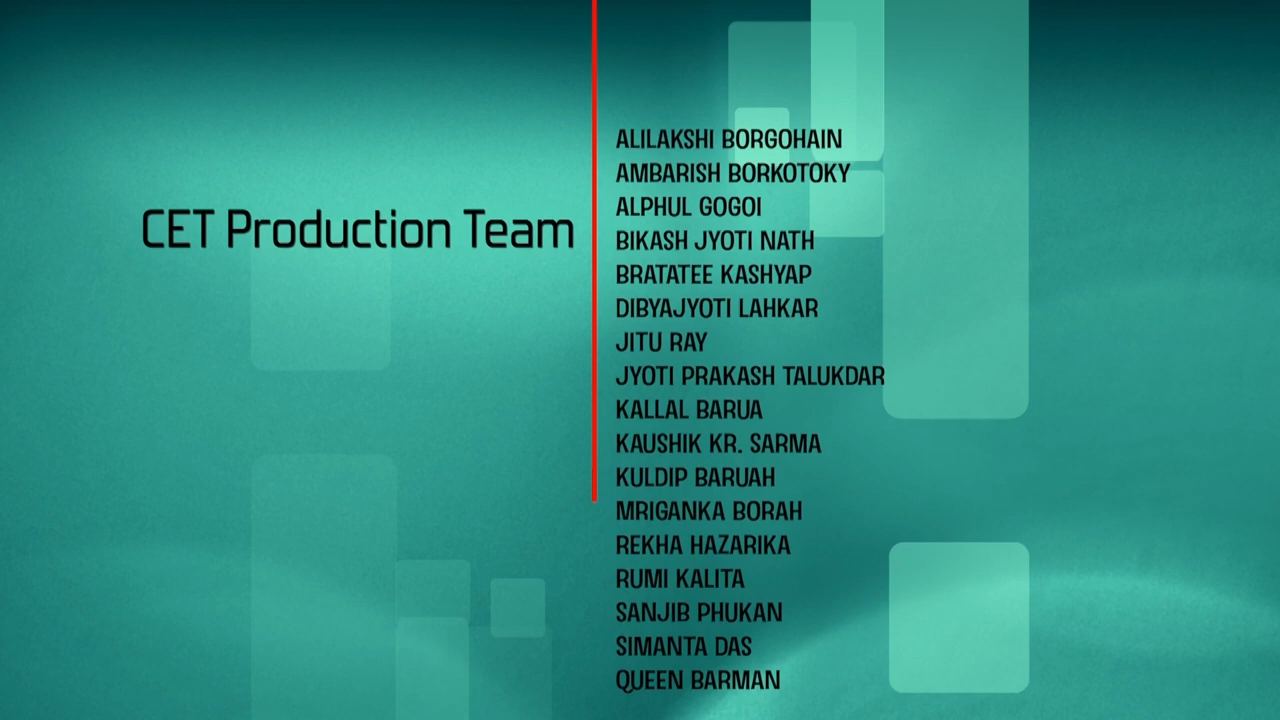 CET Production Team
ALILAKSHI BORGOHAIN
AMBARISH BORKOTOKY
ALPHUL GOGOI
BIKASH JYOTI NATH
BRATATEE KASHYAP
DIBYAJYOTI LAHKAR
JITU RAY
JYOTI PRAKASH TALUKDAR
KALLAL BARUA
KAUSHIK KR. SARMA
KULDIP BARUAH
MRIGANKA BORAH
REKHA HAZARIKA
RUMI KALITA
SANJIB PHUKAN
SIMANTA DAS
QUEEN BARMAN